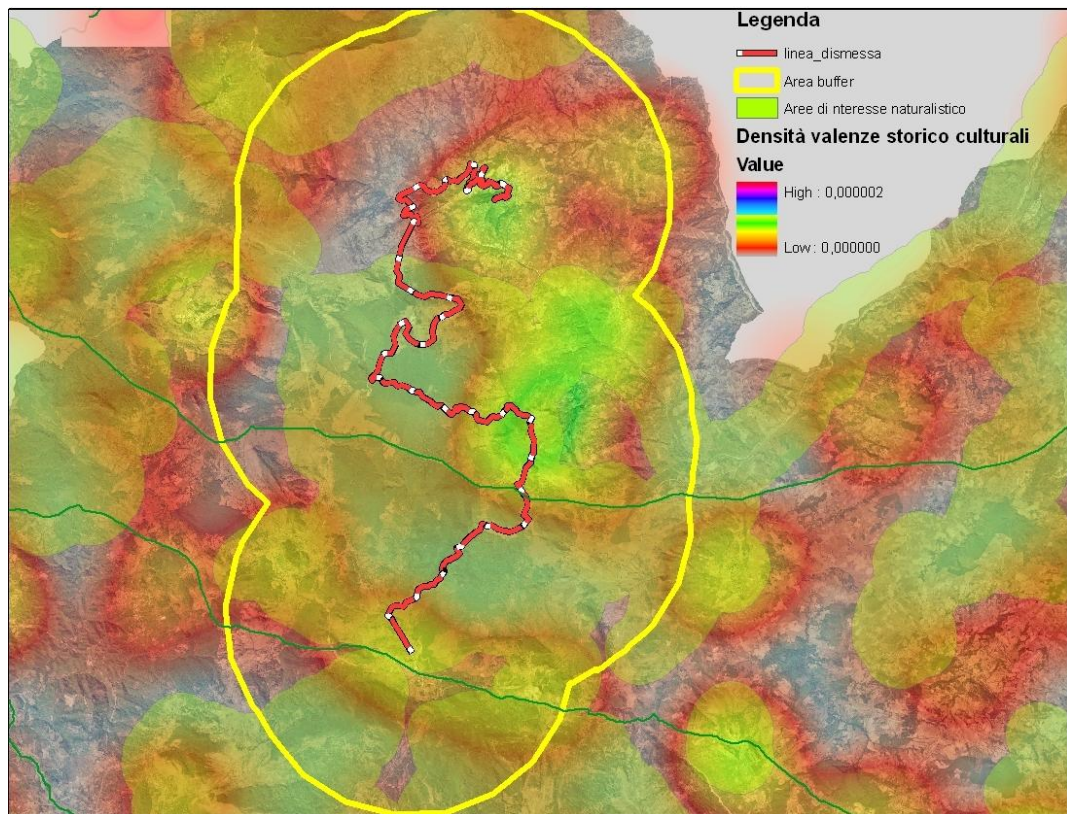 Legenda
linea_dismessa
Area buffer
Aree di nteresse naturalistico
Densità valenze storico culturali
Value
High : 0,000002
Low : 0,000000